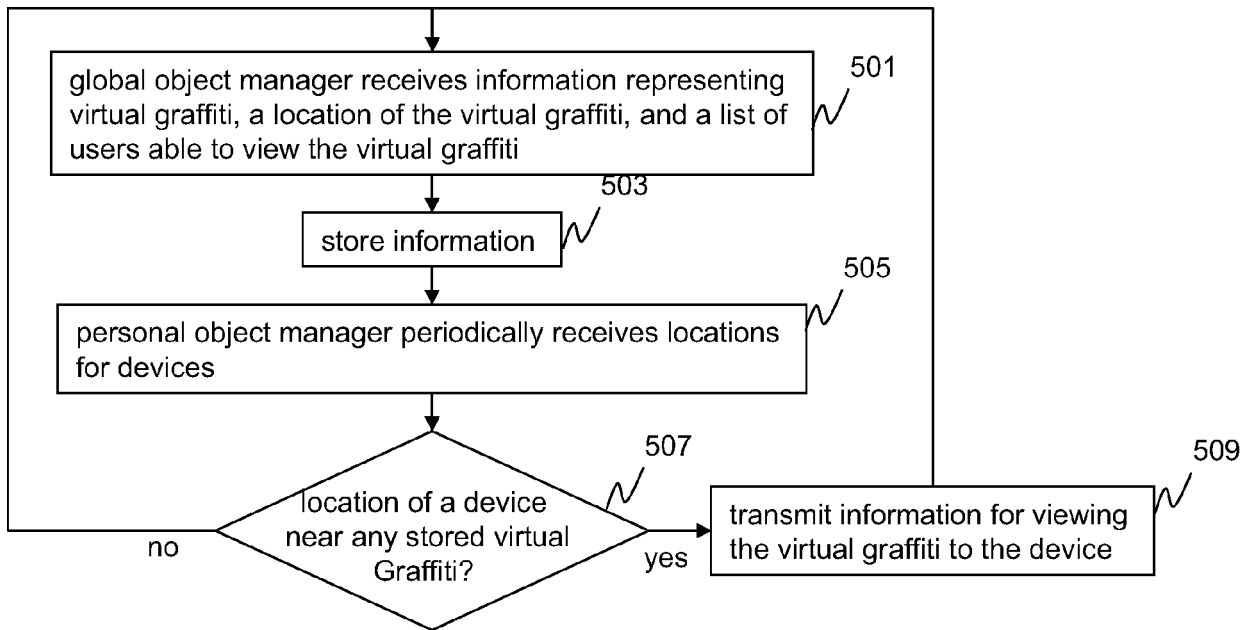 global object manager receives information representing
virtual graffiti, a location of the virtual graffiti, and a list of
users able to view the virtual graffiti
501
503
store information
505
personal object manager periodically receives locations
for devices
507
location of a device
near any stored virtual
Graffiti?
no
yes
509
transmit information for viewing
the virtual graffiti to the device